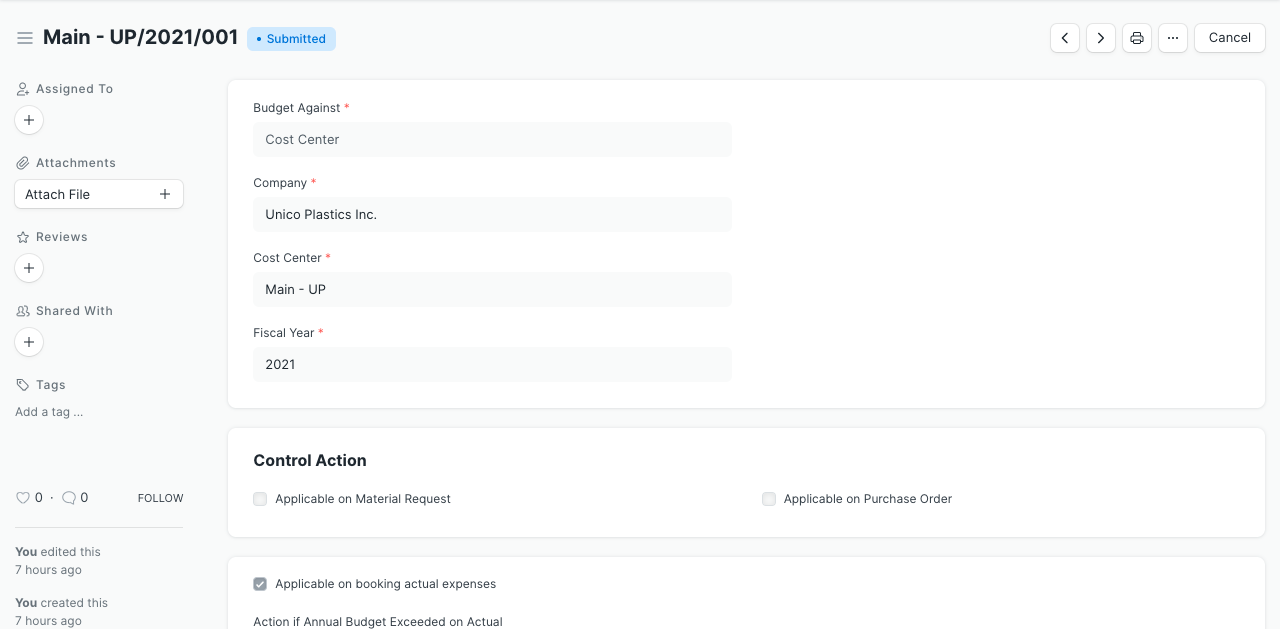 Main - UP/2021/001
• Submitted
Cancel
Assigned To
Attachments
Attach File
Reviews
Shared With
Tags
Add a tag ...
0 · 0 FOLLOW
You edited this
7 hours ago
You created this
7 hours ago
Budget Against *
Cost Center
Company *
Unico Plastics Inc.
Cost Center *
Main - UP
Fiscal Year *
2021
Control Action
Applicable on Material Request
Applicable on Purchase Order
Applicable on booking actual expenses
Action if Annual Budget Exceeded on Actual